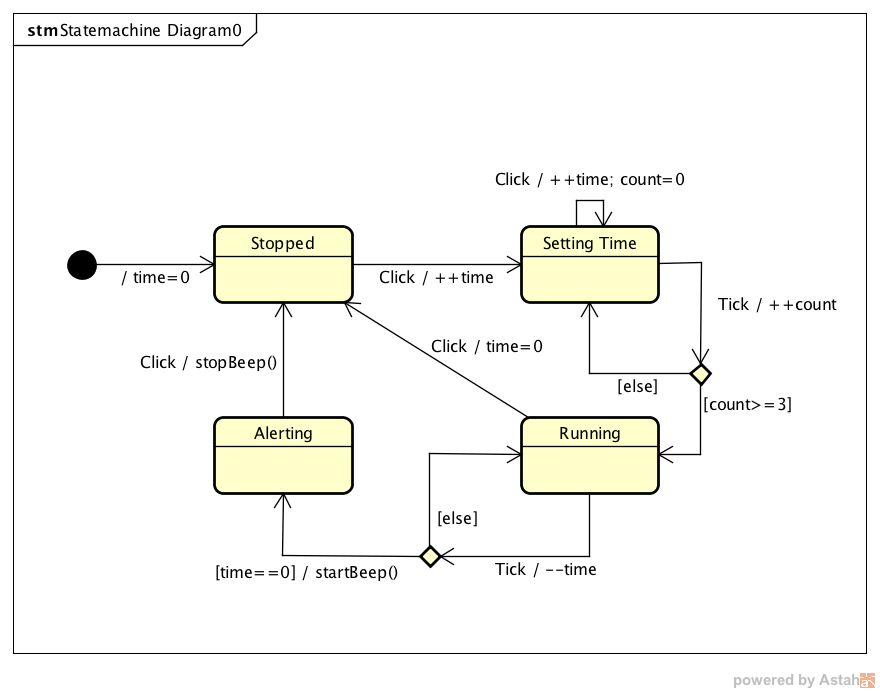 stm Statemachine Diagram0
Click / ++time; count=0
Stopped
Setting Time
/ time=0
Click / ++time
Tick / ++count
Click / time=0
Click / stopBeep()
[else]
[count>=3]
Alerting
Running
[else]
[time==0] / startBeep()
Tick / --time
powered by Astah